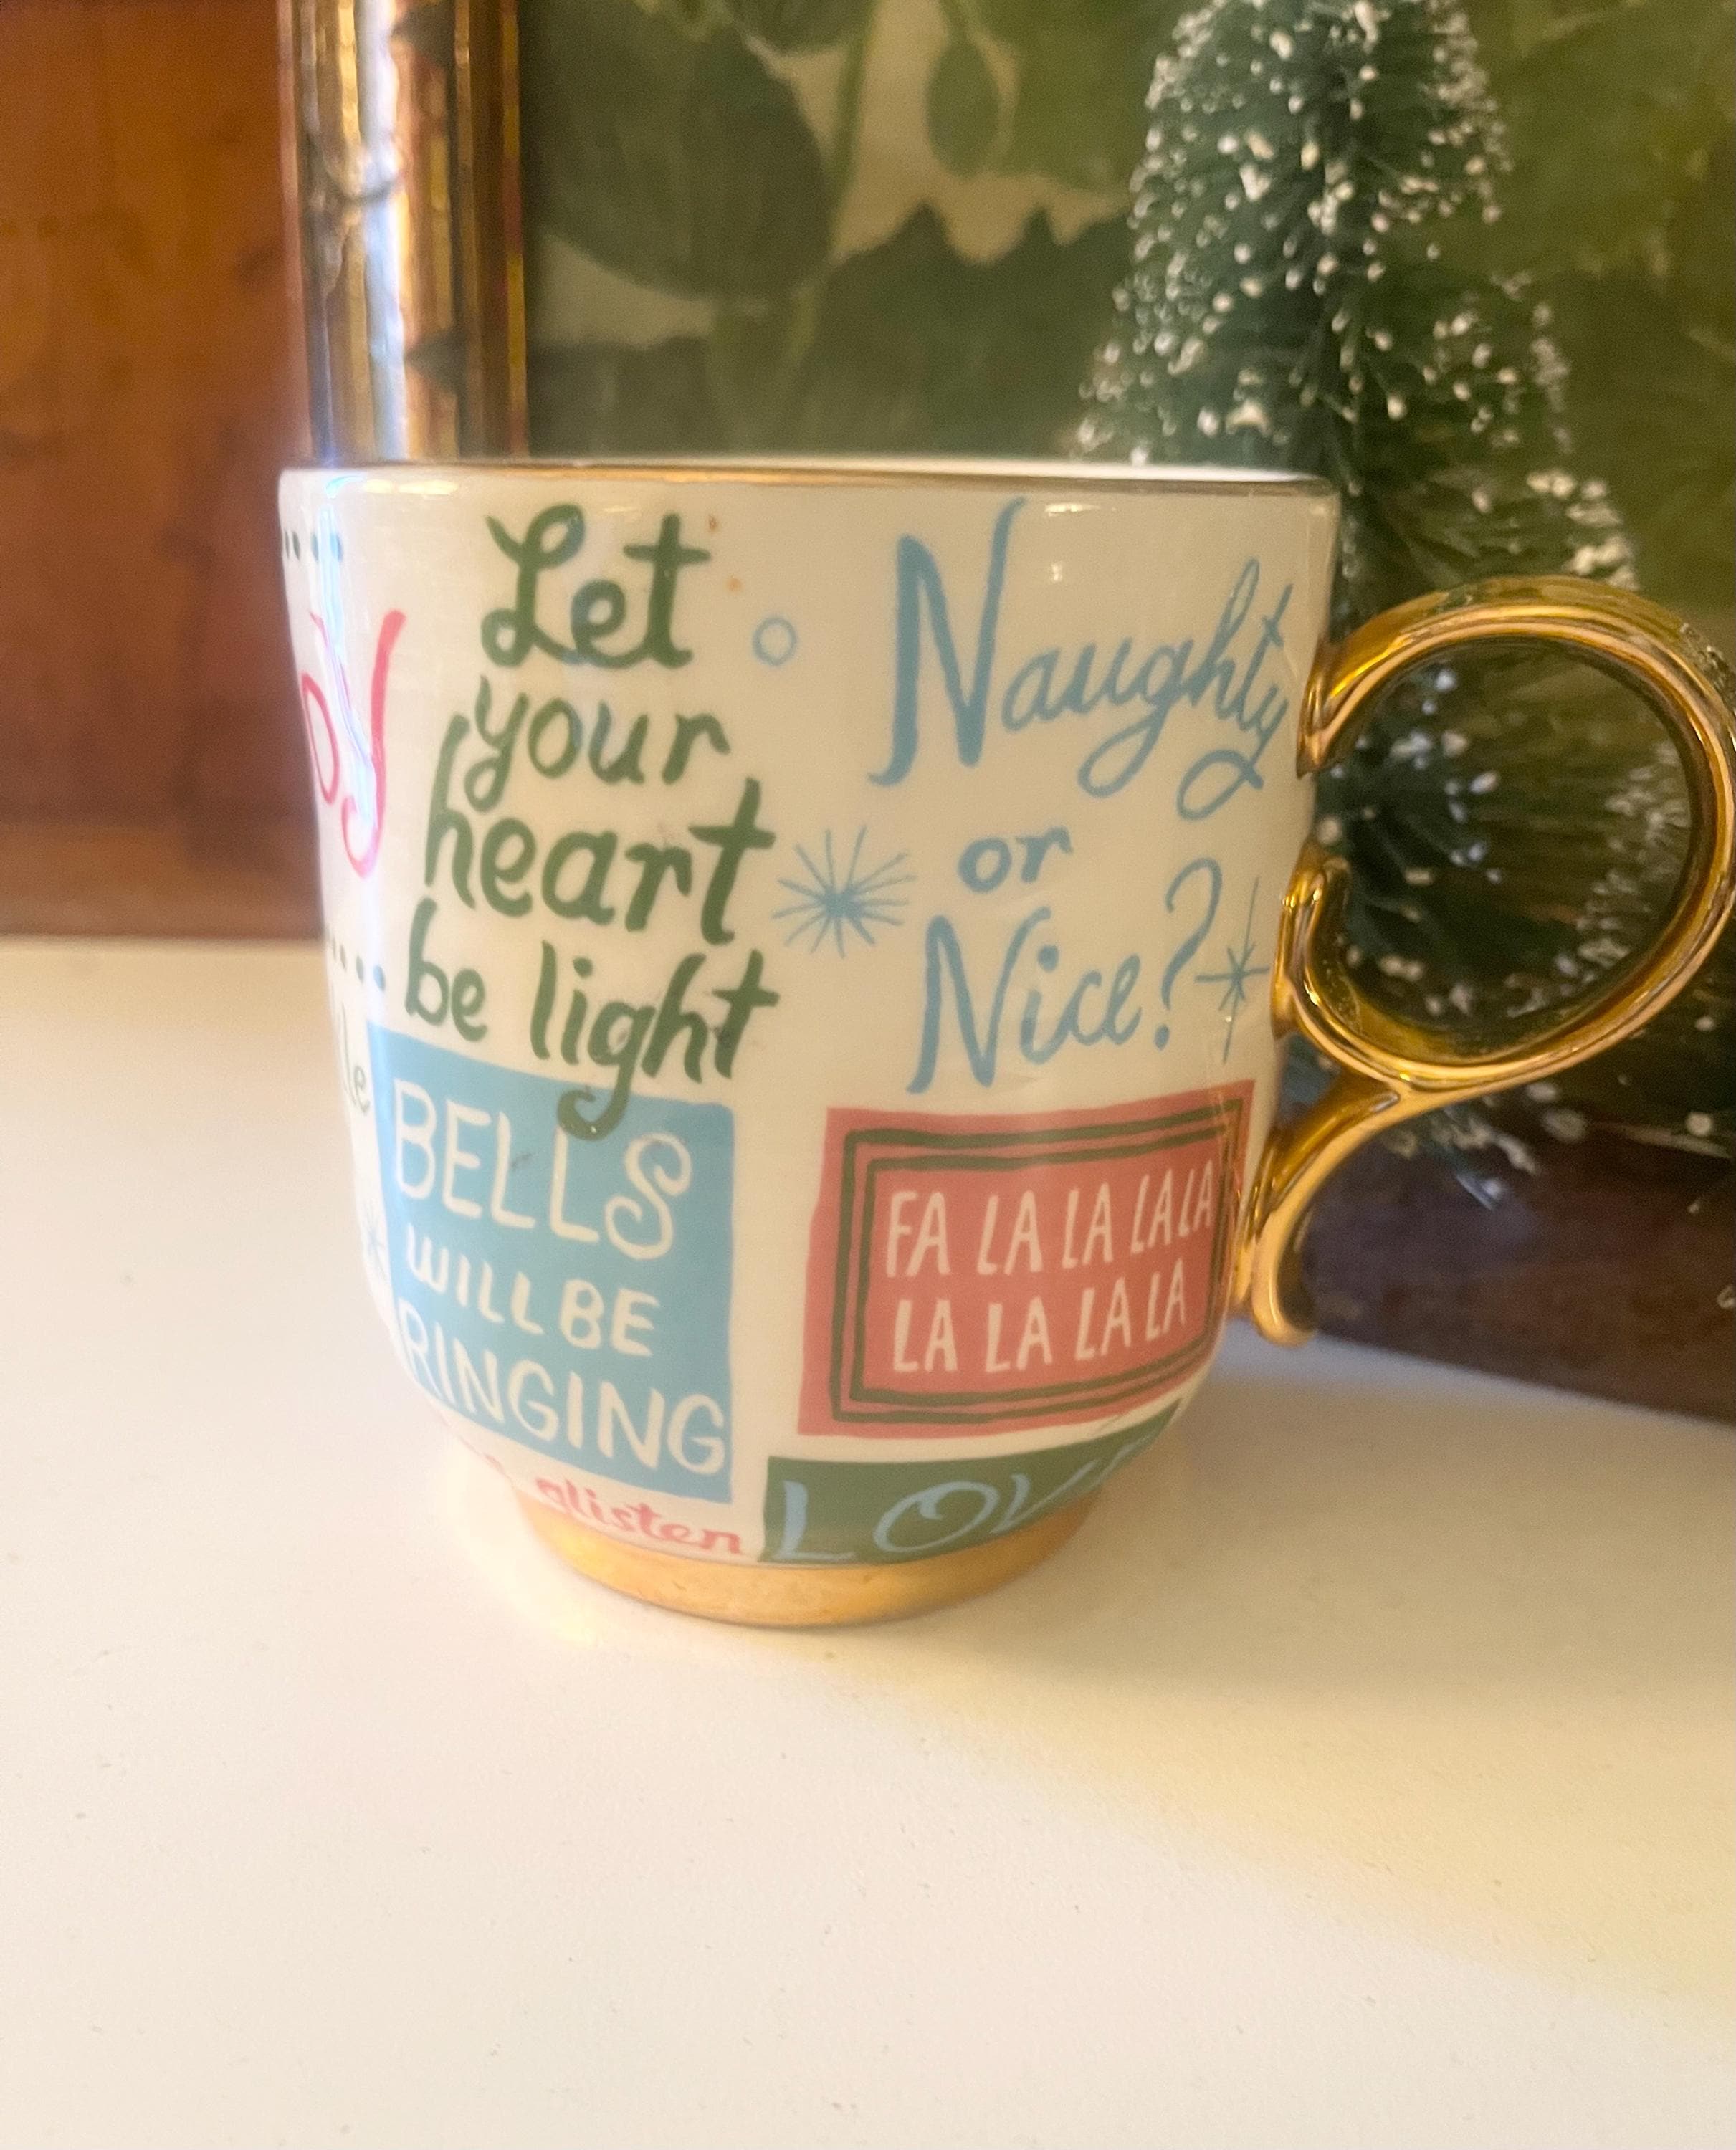 Let
your
heart
be light
Naughty
or
Nice?
BELLS
WILL BE
RINGING
FA LA LA LA LA
LA LA LA LA
glisten